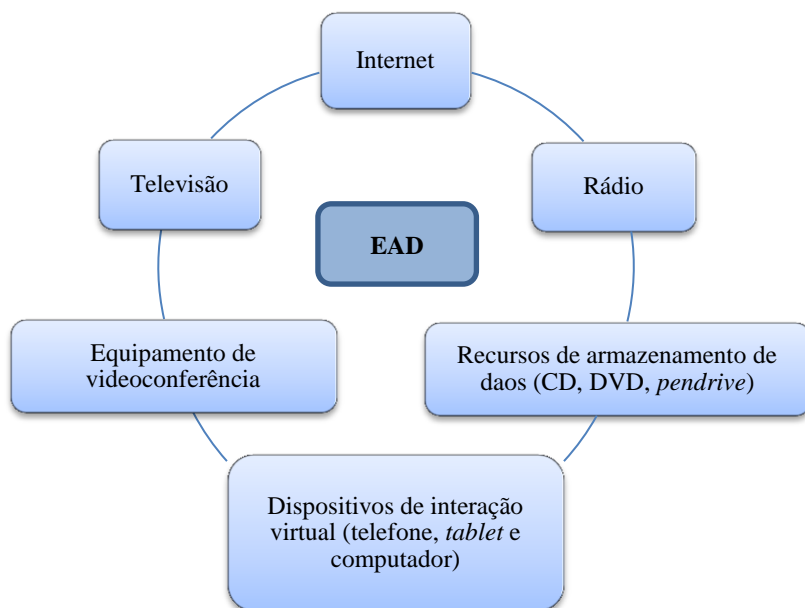 Internet
Televisão
Rádio
EAD
Equipamento de
videoconferência
Recursos de armazenamento de
daos (CD, DVD, pendrive)
Dispositivos de interação
virtual (telefone, tablet e
computador)